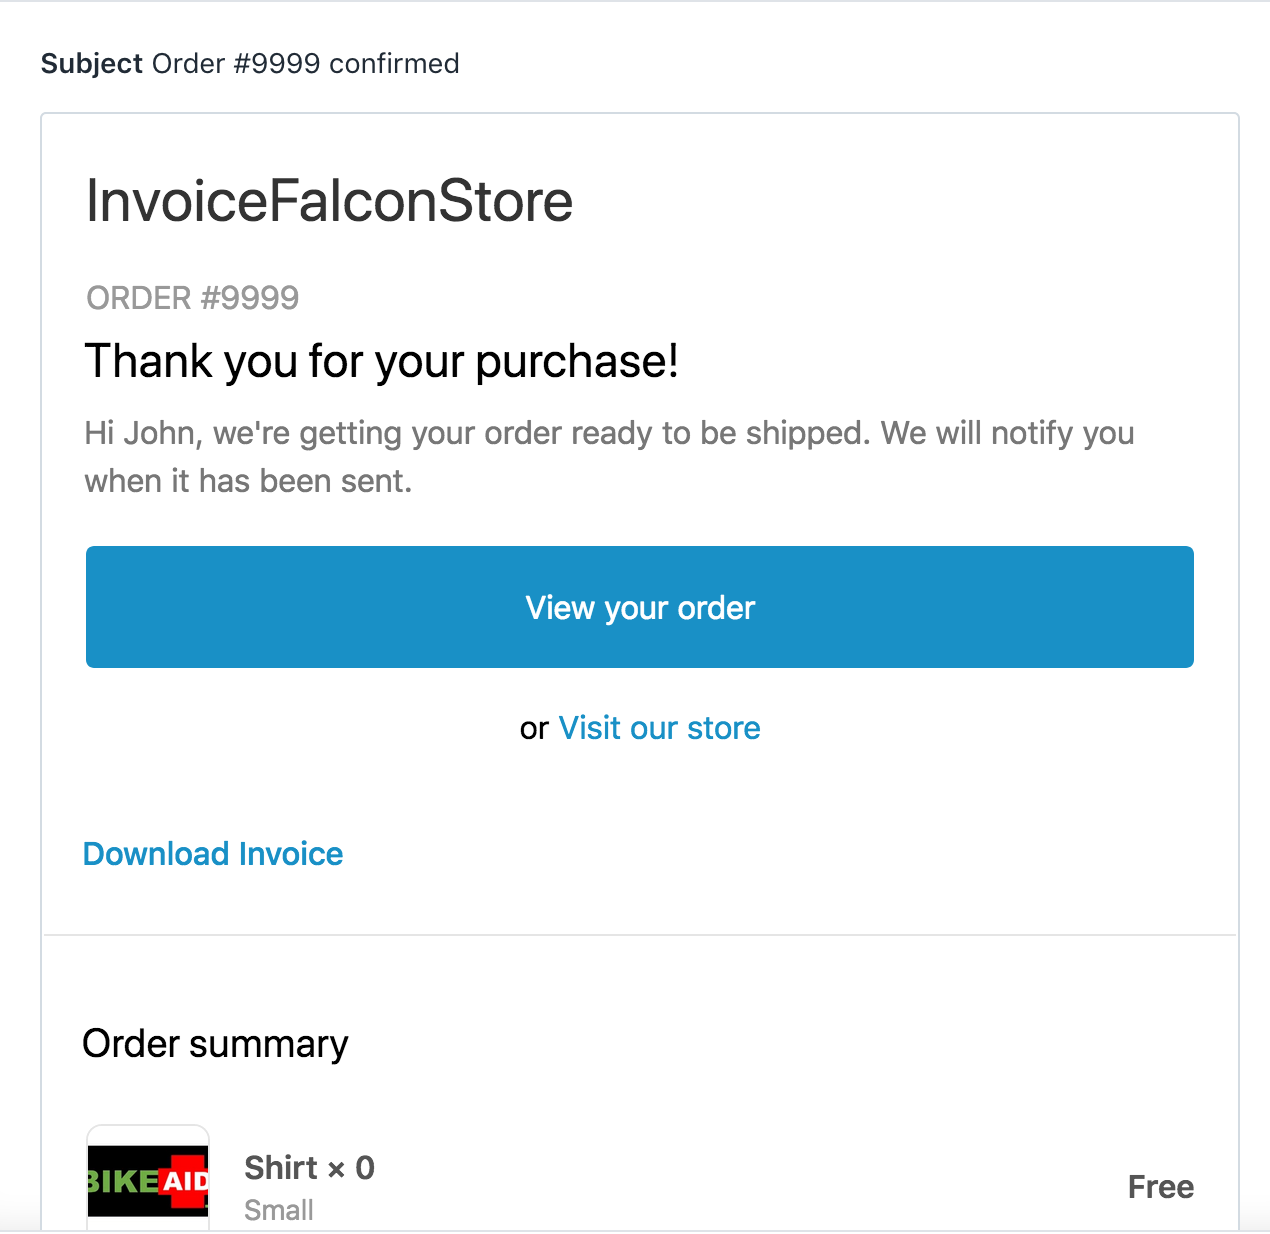 Subject Order #9999 confirmed
InvoiceFalconStore
ORDER #9999
Thank you for your purchase!
Hi John, we're getting your order ready to be shipped. We will notify you
when it has been sent.
View your order
or Visit our store
Download Invoice
Order summary
BIKE AID
Shirt × 0
Free
Small